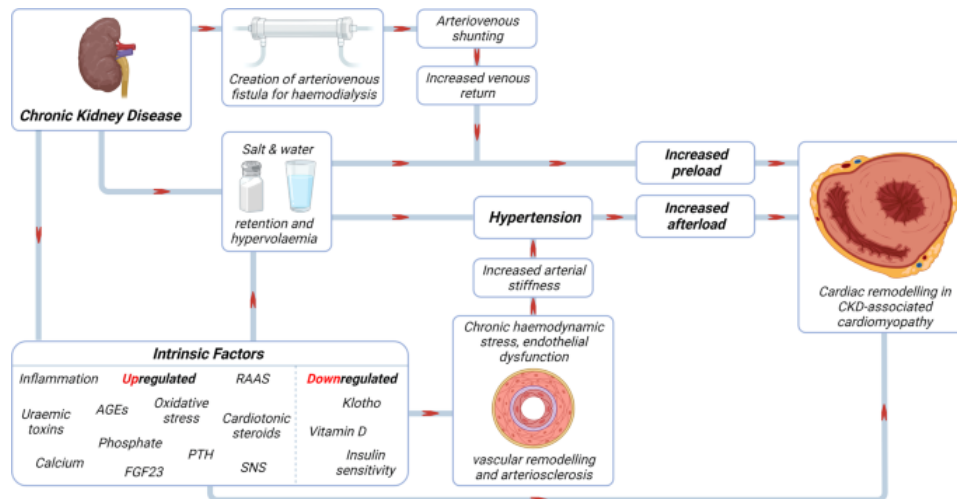 Chronic Kidney Disease
Creation of arteriovenous
fistula for haemodialysis
Arteriovenous
shunting
Increased venous
return
Salt & water
retention and
hypervolaemia
Increased
preload
Hypertension
Increased
afterload
Increased arterial
stiffness
Cardiac remodelling in
CKD-associated
cardiomyopathy
Chronic haemodynamic
stress, endothelial
dysfunction
vascular remodelling
and arteriosclerosis
Intrinsic Factors
Inflammation
Upregulated
RAAS
Uraemic
toxins
AGEs
Oxidative
stress
Cardiotonic
steroids
Phosphate
Calcium
PTH
FGF23
SNS
Downregulated
Klotho
Vitamin D
Insulin
sensitivity